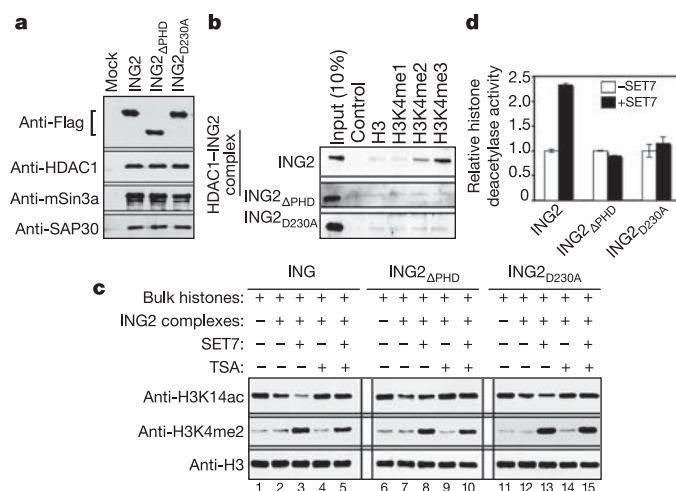 a
Mock
ING2
ING2ΔPHD
ING2D230A
Anti-Flag
Anti-HDAC1
Anti-mSin3a
Anti-SAP30
b
Input (10%)
Control
H3
H3K4me1
H3K4me2
H3K4me3
HDAC1–ING2
complex
ING2
ING2ΔPHD
ING2D230A
d
Relative histone
deacetylase activity
2.5
2.0
1.5
1.0
0.5
0
–SET7
+SET7
ING2
ING2ΔPHD
ING2D230A
c
ING ING2ΔPHD ING2D230A
Bulk histones: + + + + + + + + + + + + + + +
ING2 complexes: – + + + + – + + + + – + + + +
SET7: – – + – + – – + – + – – + – +
TSA: – – – + + – – – + + – – – + +
Anti-H3K14ac
Anti-H3K4me2
Anti-H3
1 2 3 4 5 6 7 8 9 10 11 12 13 14 15